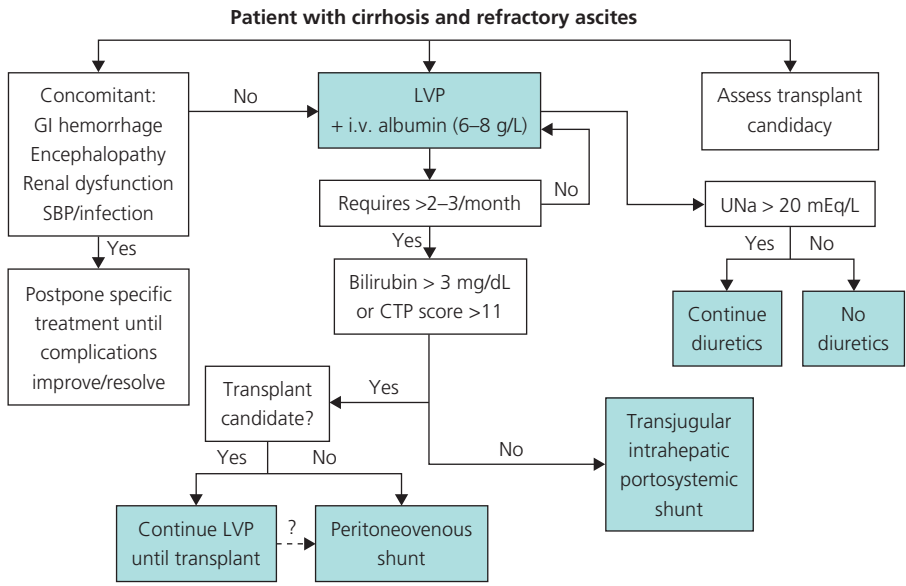 Patient with cirrhosis and refractory ascites
Concomitant:
GI hemorrhage
Encephalopathy
Renal dysfunction
SBP/infection
No
LVP
+ i.v. albumin (6–8 g/L)
Assess transplant
candidacy
Requires >2–3/month
No
UNa > 20 mEq/L
Yes
Yes
Yes
No
Postpone specific
treatment until
complications
improve/resolve
Bilirubin > 3 mg/dL
or CTP score >11
Continue
diuretics
No
diuretics
Transplant
candidate?
Yes
No
Transjugular
intrahepatic
portosystemic
shunt
Yes
No
Continue LVP
until transplant
?
Peritoneovenous
shunt